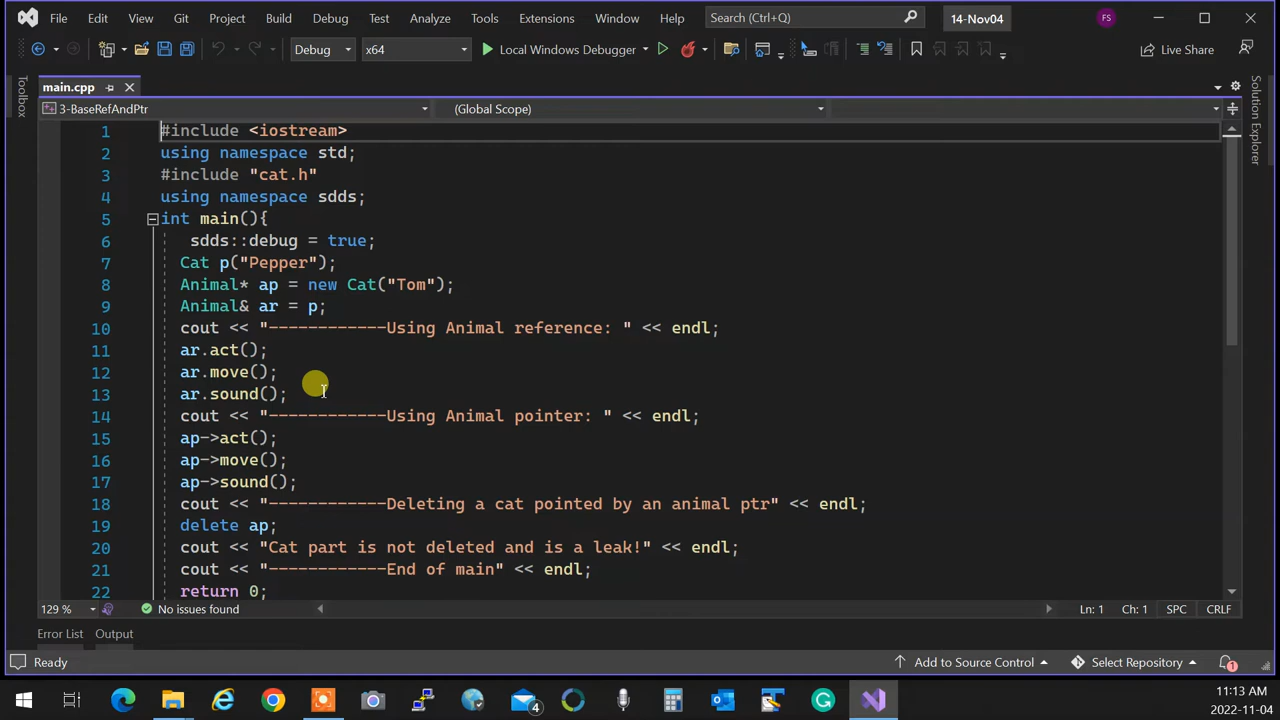 File Edit View Git Project Build Debug Test Analyze Tools Extensions Window Help Search (Ctrl+Q) 14-Nov04 FS
Debug x64 Local Windows Debugger Live Share
Toolbox
main.cpp
3-BaseRefAndPtr (Global Scope)
Solution Explorer
1 #include <iostream>
2 using namespace std;
3 #include "cat.h"
4 using namespace sdds;
5 int main(){
6 sdds::debug = true;
7 Cat p("Pepper");
8 Animal* ap = new Cat("Tom");
9 Animal& ar = p;
10 cout << "------------Using Animal reference: " << endl;
11 ar.act();
12 ar.move();
13 ar.sound();
14 cout << "------------Using Animal pointer: " << endl;
15 ap->act();
16 ap->move();
17 ap->sound();
18 cout << "------------Deleting a cat pointed by an animal ptr" << endl;
19 delete ap;
20 cout << "Cat part is not deleted and is a leak!" << endl;
21 cout << "------------End of main" << endl;
22 return 0;
129 % No issues found Ln: 1 Ch: 1 SPC CRLF
Error List Output
Ready Add to Source Control Select Repository 1
4
11:13 AM
2022-11-04